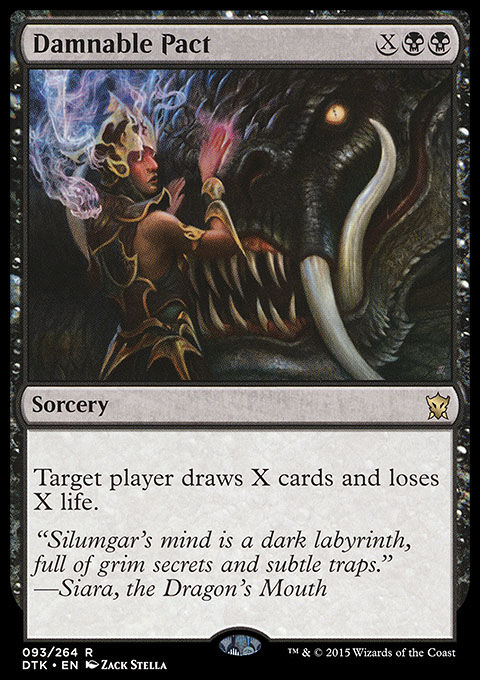 Damnable Pact X
Sorcery
Target player draws X cards and loses
X life.
“Silumgar’s mind is a dark labyrinth,
full of grim secrets and subtle traps.”
—Siara, the Dragon’s Mouth
093/264 R
DTK • EN Zack Stella
™ & © 2015 Wizards of the Coast